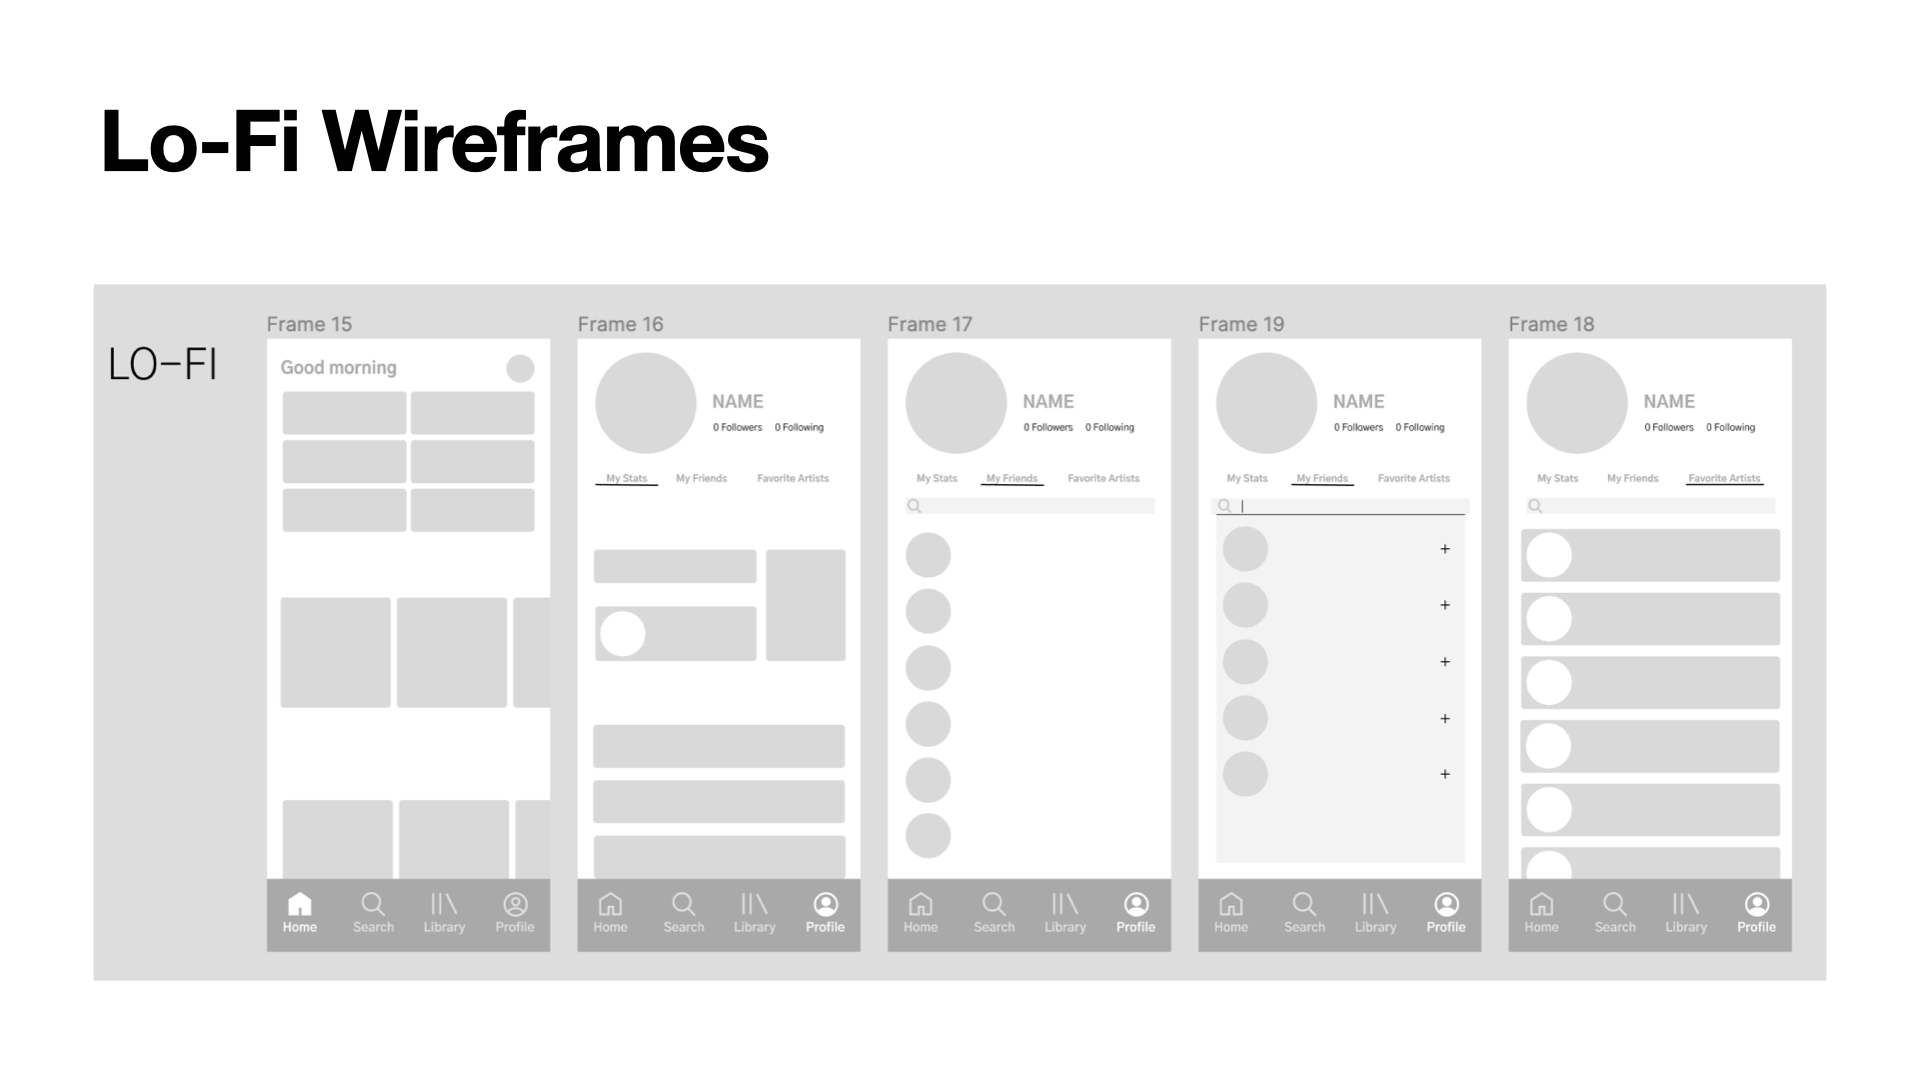 Lo-Fi Wireframes
LO-FI
Frame 15
Good morning
Home Search Library Profile
Frame 16
NAME
0 Followers 0 Following
My Stats My Friends Favorite Artists
Home Search Library Profile
Frame 17
NAME
0 Followers 0 Following
My Stats My Friends Favorite Artists
Home Search Library Profile
Frame 19
NAME
0 Followers 0 Following
My Stats My Friends Favorite Artists
+
+
+
+
+
Home Search Library Profile
Frame 18
NAME
0 Followers 0 Following
My Stats My Friends Favorite Artists
Home Search Library Profile